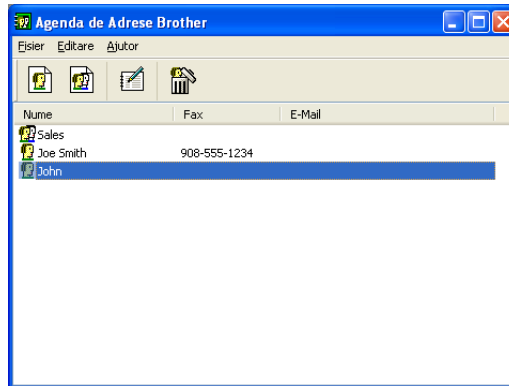 Agenda de Adrese Brother
Fisier Editare Ajutor
Nume Fax E-Mail
Sales
Joe Smith 908-555-1234
John